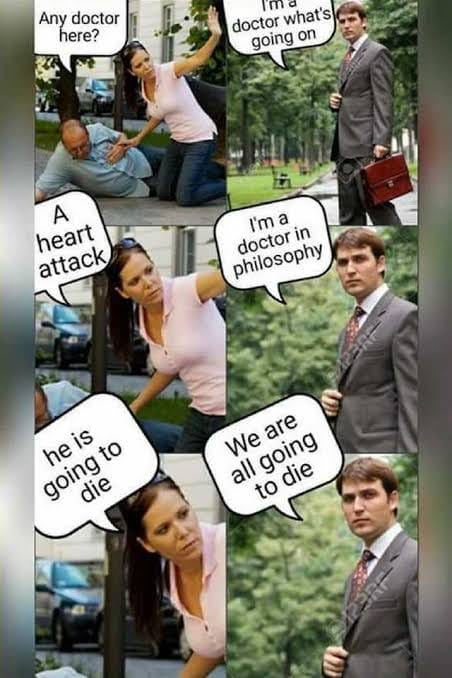 Any doctor
here?
I'm a
doctor what's
going on
A
heart
attack
I'm a
doctor in
philosophy
he is
going to
die
We are
all going
to die